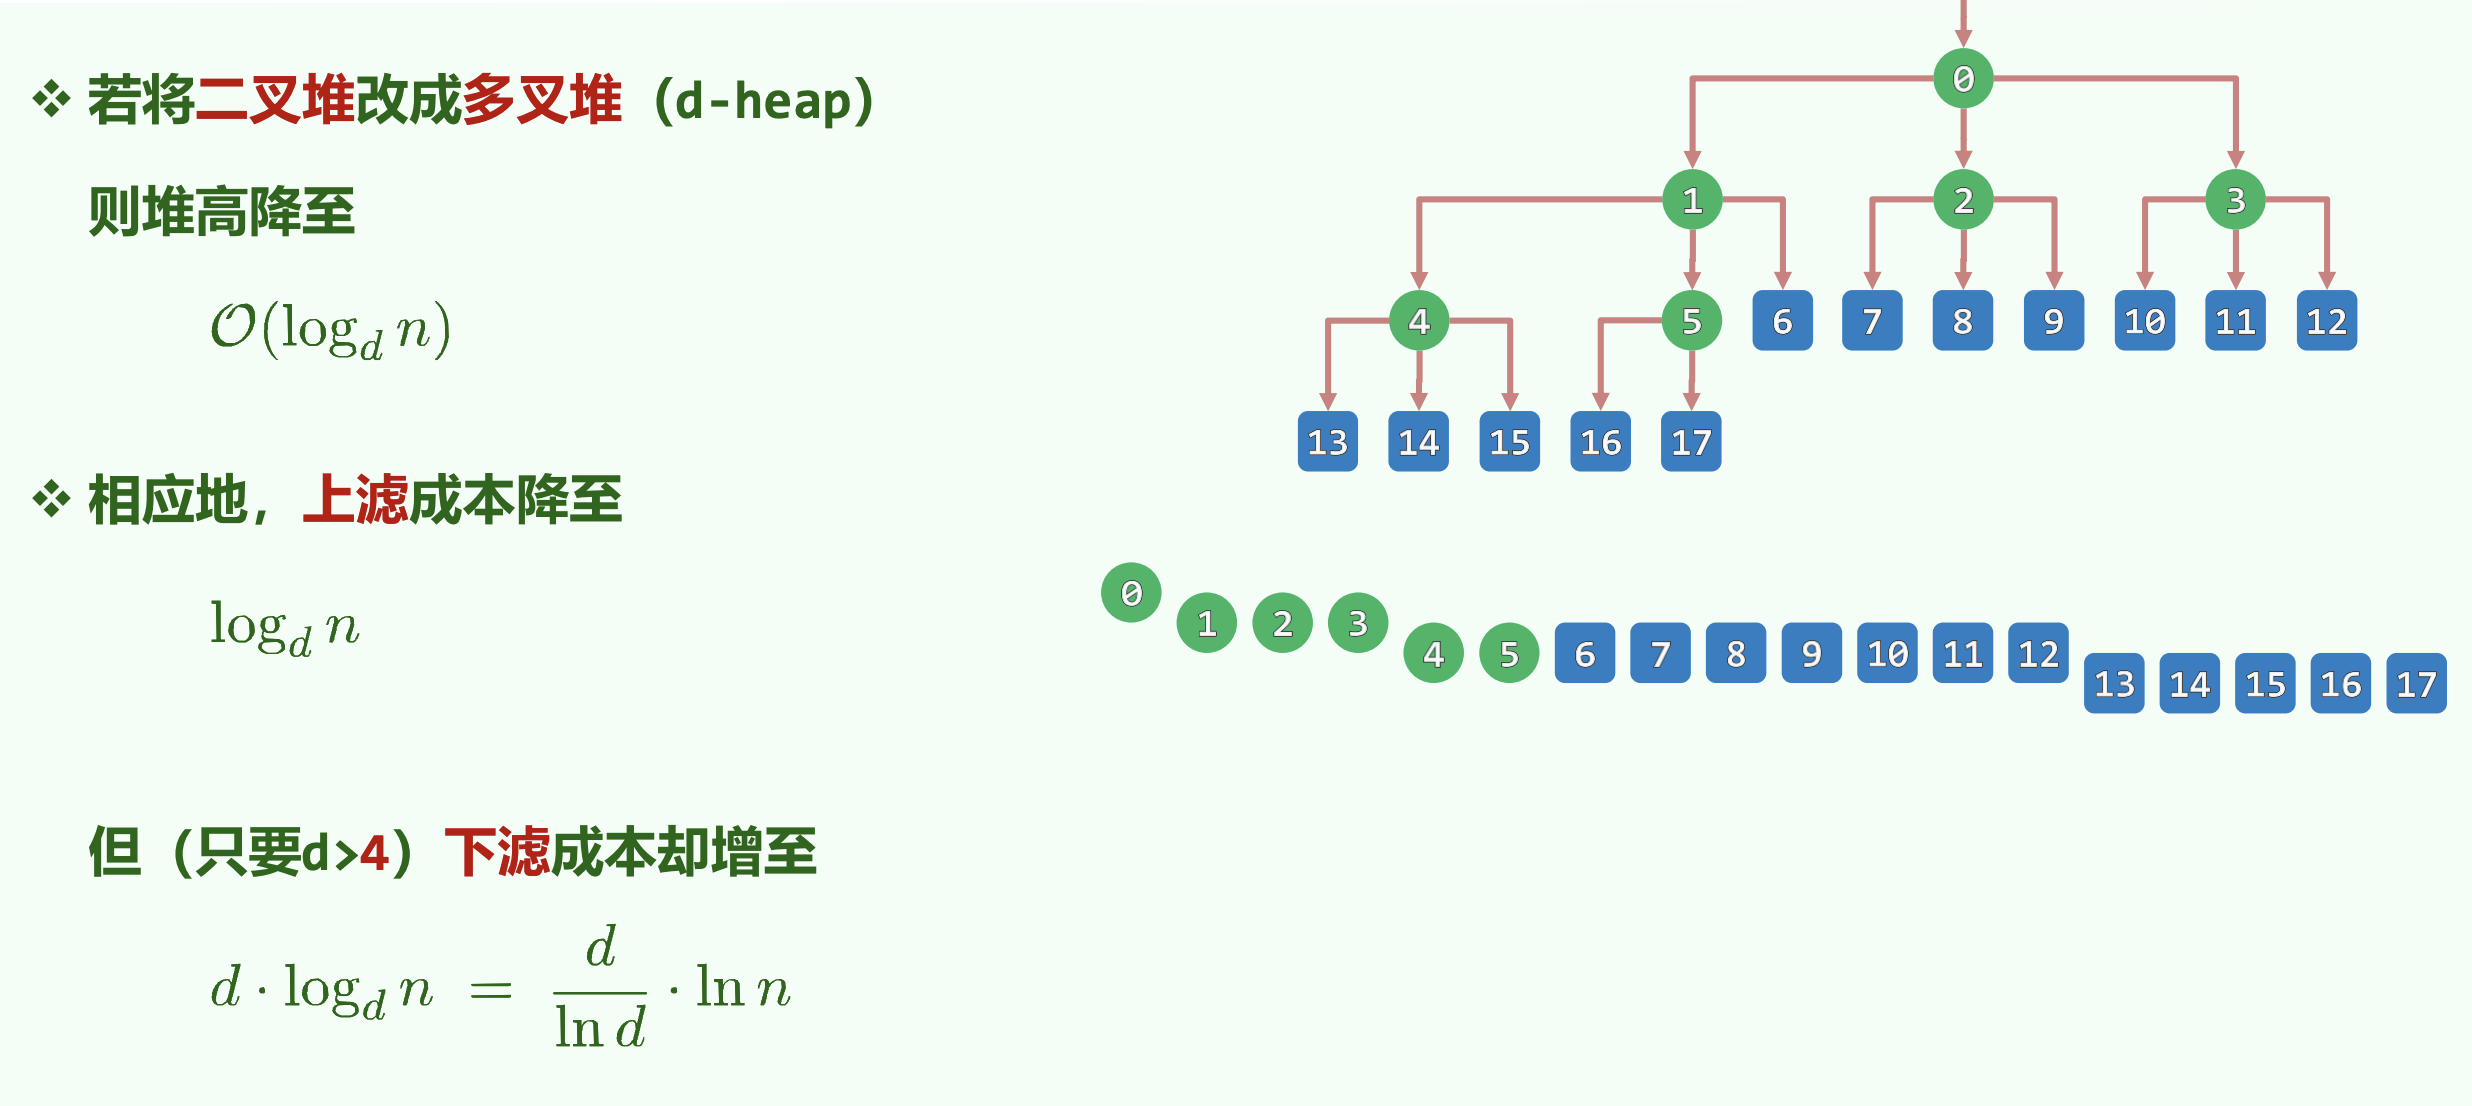 ❖ 若将二叉堆改成多叉堆（d-heap）
则堆高降至
𝒪(log_d n)
❖ 相应地，上滤成本降至
log_d n
但（只要d>4）下滤成本却增至
d · log_d n = d / ln d · ln n
0
1 2 3
4 5 6 7 8 9 10 11 12
13 14 15 16 17
0 1 2 3 4 5 6 7 8 9 10 11 12 13 14 15 16 17